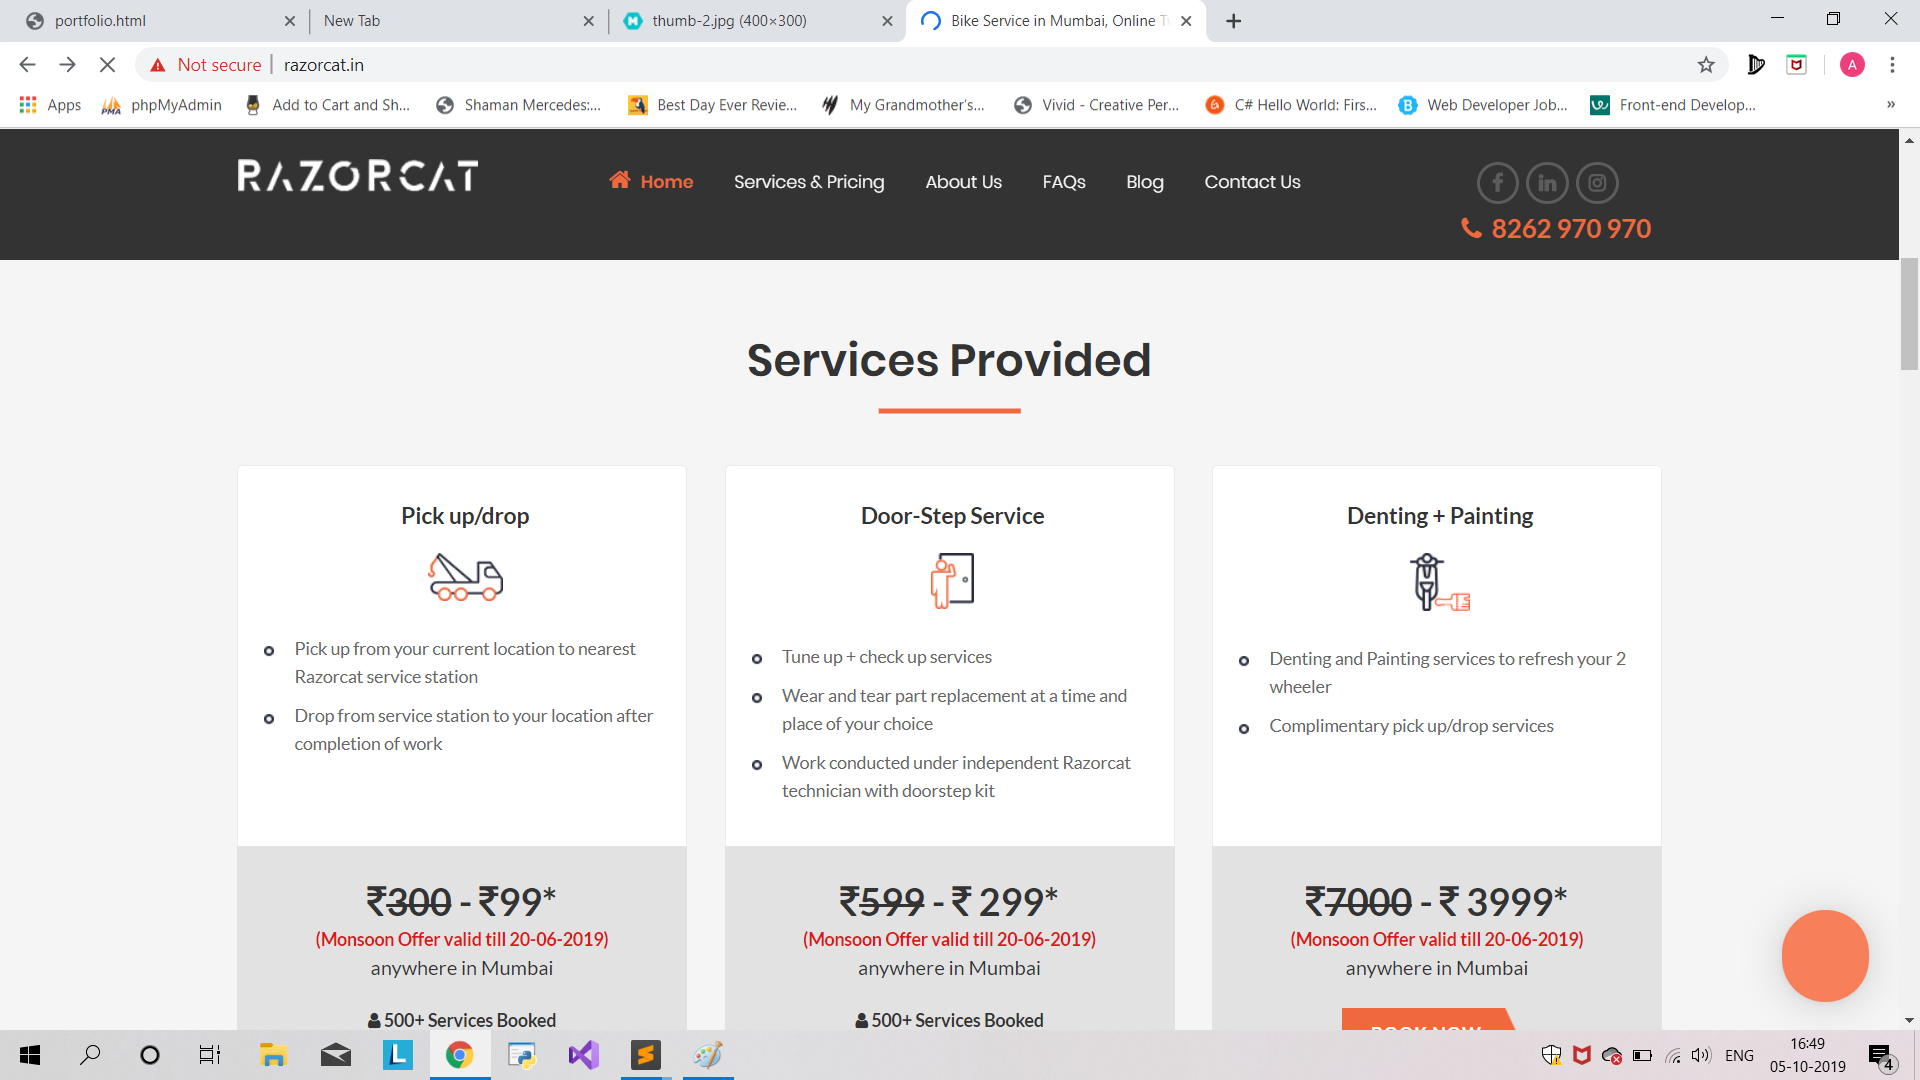 portfolio.html
New Tab
thumb-2.jpg (400×300)
Bike Service in Mumbai, Online
Not secure
razorcat.in
A
Apps
phpMyAdmin
Add to Cart and Sh...
Shaman Mercedes:...
Best Day Ever Revie...
My Grandmother's...
Vivid - Creative Per...
C# Hello World: Firs...
Web Developer Job...
Front-end Develop...
»
RAZORCAT
Home
Services & Pricing
About Us
FAQs
Blog
Contact Us
8262 970 970
Services Provided
Pick up/drop
Pick up from your current location to nearest
Razorcat service station
Drop from service station to your location after
completion of work
₹300 - ₹99*
(Monsoon Offer valid till 20-06-2019)
anywhere in Mumbai
500+ Services Booked
Door-Step Service
Tune up + check up services
Wear and tear part replacement at a time and
place of your choice
Work conducted under independent Razorcat
technician with doorstep kit
₹599 - ₹ 299*
(Monsoon Offer valid till 20-06-2019)
anywhere in Mumbai
500+ Services Booked
Denting + Painting
Denting and Painting services to refresh your 2
wheeler
Complimentary pick up/drop services
₹7000 - ₹ 3999*
(Monsoon Offer valid till 20-06-2019)
anywhere in Mumbai
BOOK NOW
ENG
16:49
05-10-2019
4